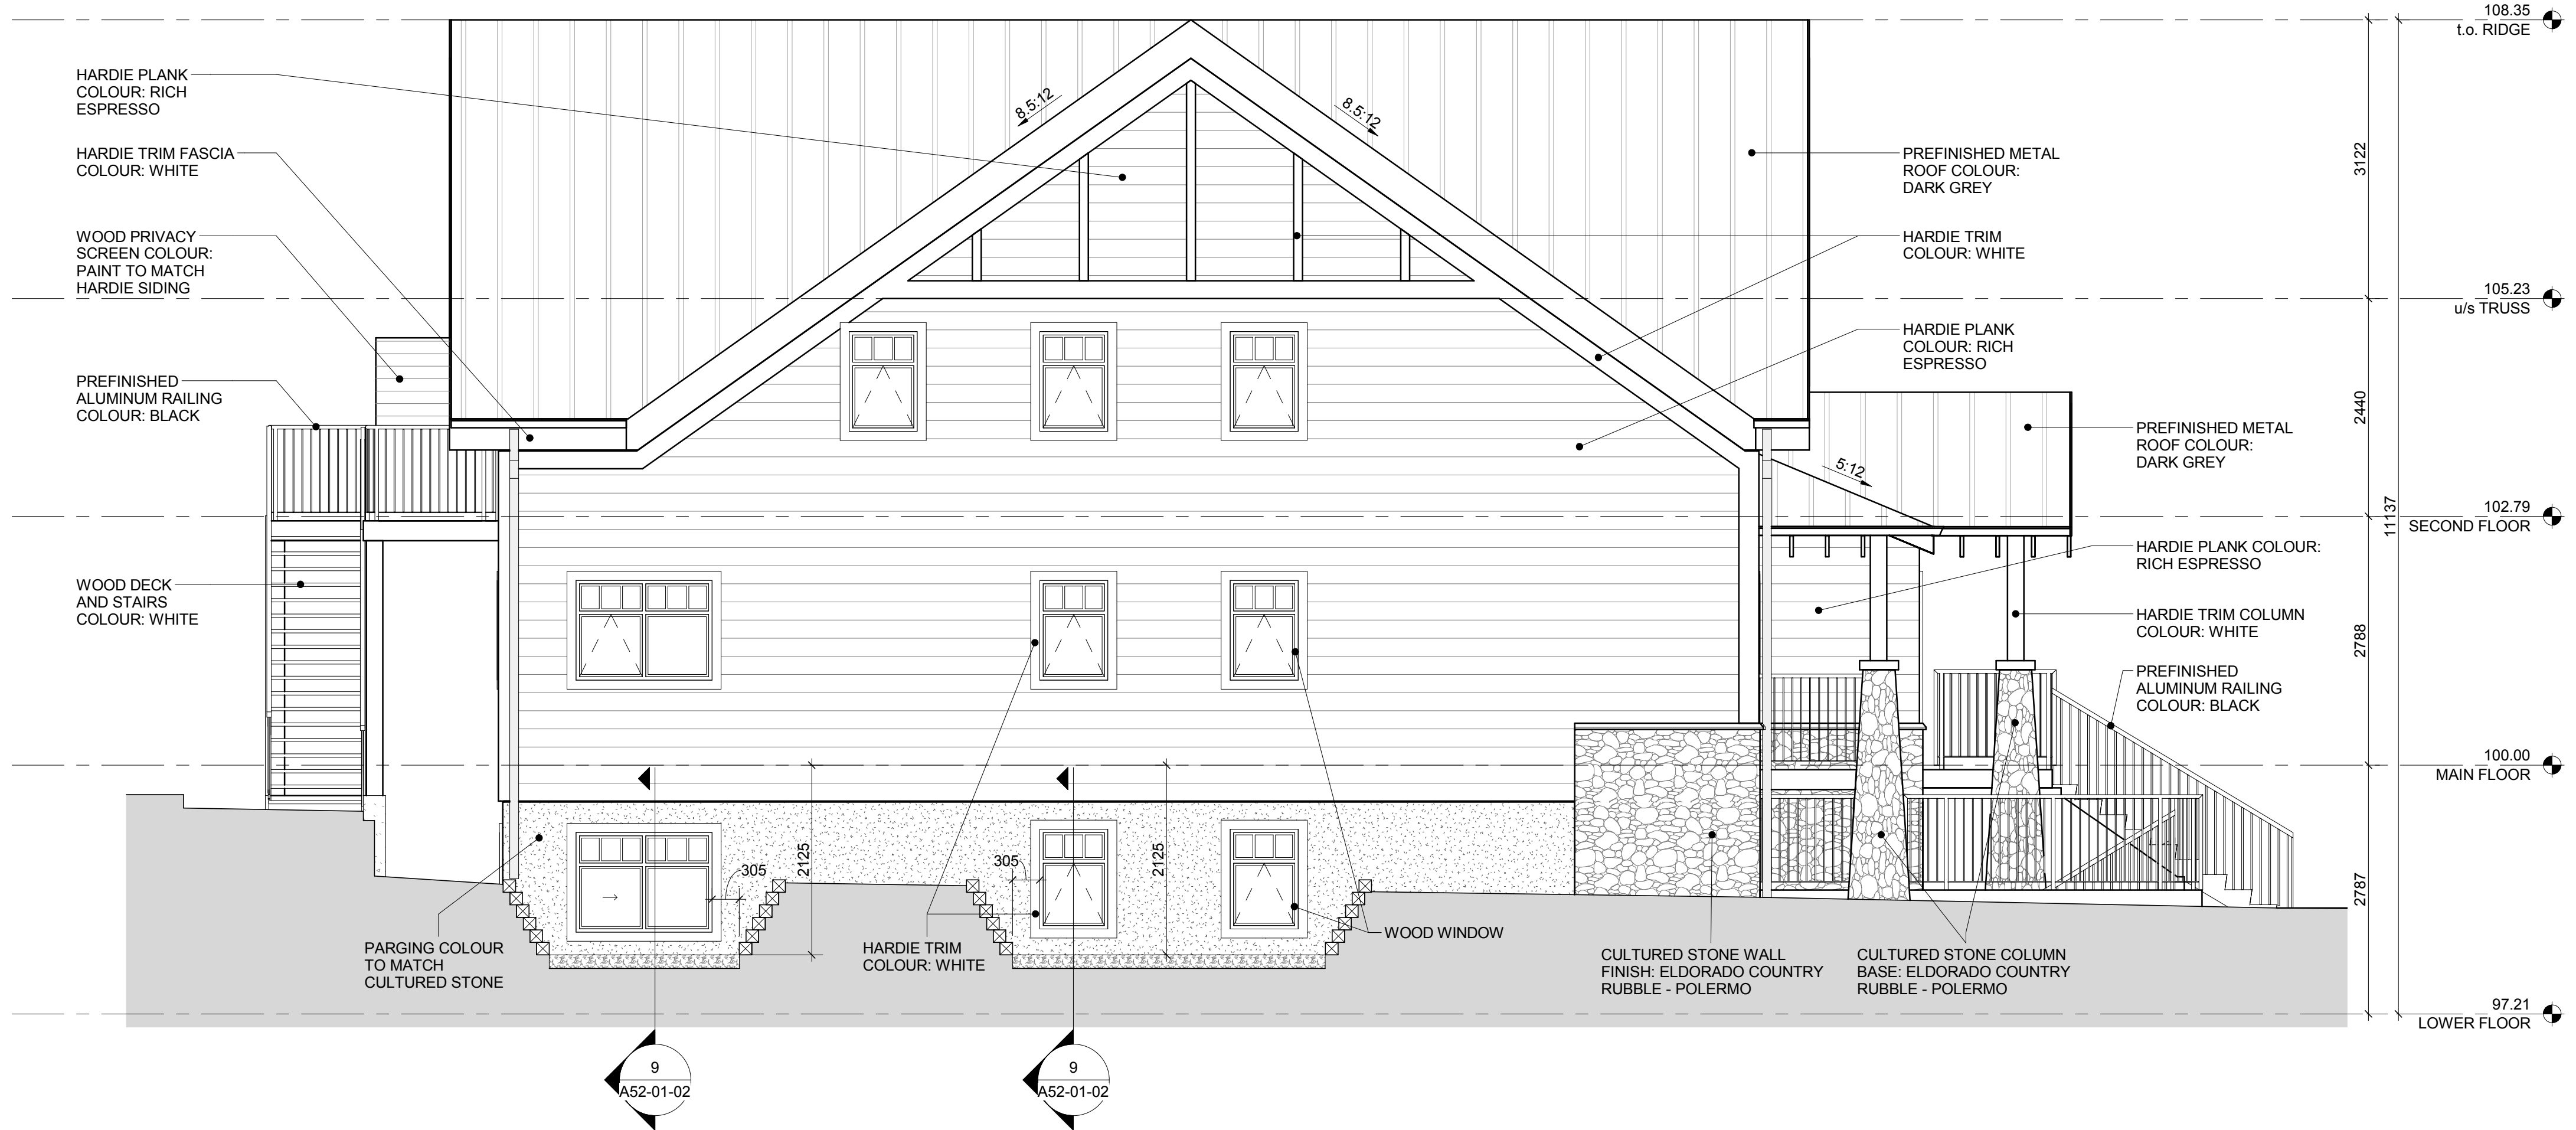 108.35
t.o. RIDGE
HARDIE PLANK
COLOUR: RICH
ESPRESSO
8.5:12
8.5:12
3122
HARDIE TRIM FASCIA
COLOUR: WHITE
PREFINISHED METAL
ROOF COLOUR:
DARK GREY
WOOD PRIVACY
SCREEN COLOUR:
PAINT TO MATCH
HARDIE SIDING
HARDIE TRIM
COLOUR: WHITE
105.23
u/s TRUSS
HARDIE PLANK
COLOUR: RICH
ESPRESSO
PREFINISHED
ALUMINUM RAILING
COLOUR: BLACK
2440
PREFINISHED METAL
ROOF COLOUR:
DARK GREY
5:12
11137
102.79
SECOND FLOOR
HARDIE PLANK COLOUR:
RICH ESPRESSO
WOOD DECK
AND STAIRS
COLOUR: WHITE
HARDIE TRIM COLUMN
COLOUR: WHITE
2788
PREFINISHED
ALUMINUM RAILING
COLOUR: BLACK
100.00
MAIN FLOOR
2125
305
305
2125
2787
PARGING COLOUR
TO MATCH
CULTURED STONE
HARDIE TRIM
COLOUR: WHITE
WOOD WINDOW
CULTURED STONE WALL
FINISH: ELDORADO COUNTRY
RUBBLE - POLERMO
CULTURED STONE COLUMN
BASE: ELDORADO COUNTRY
RUBBLE - POLERMO
97.21
LOWER FLOOR
9
A52-01-02
9
A52-01-02